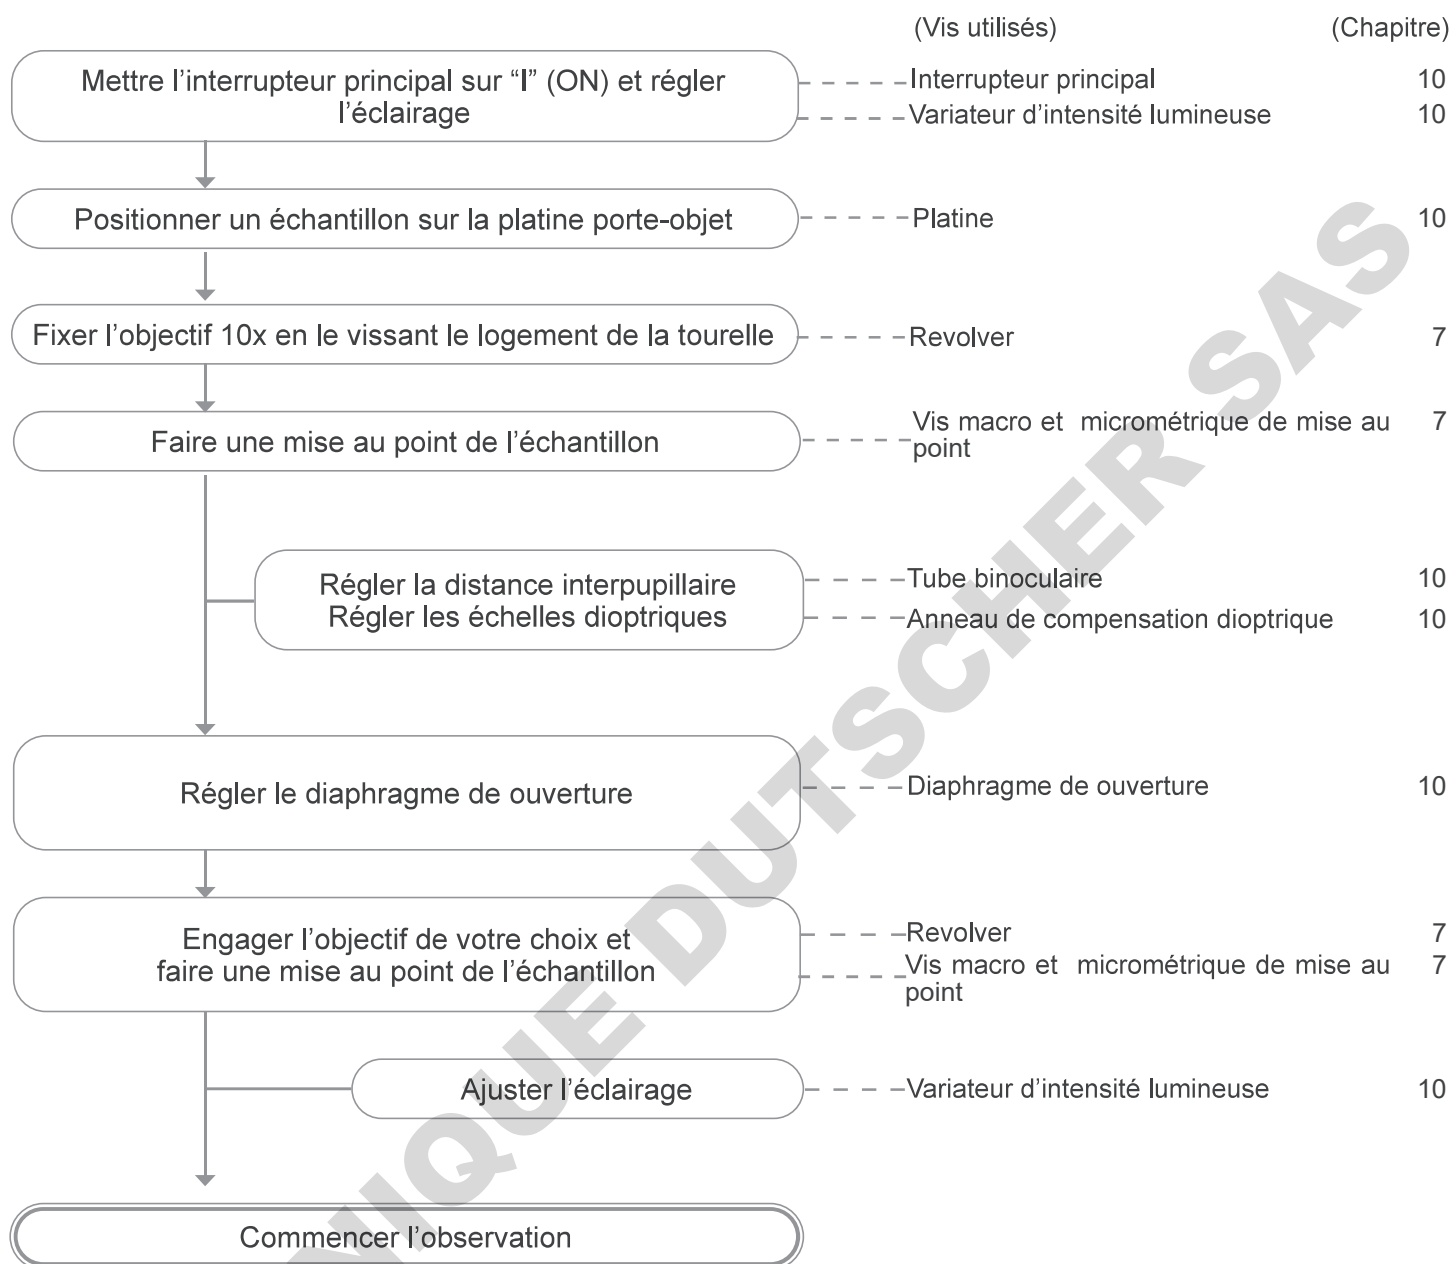 (Vis utilisés) (Chapitre)
Mettre l’interrupteur principal sur “I” (ON) et régler
l’éclairage
Interrupteur principal 10
Variateur d’intensité lumineuse 10
Positionner un échantillon sur la platine porte-objet
Platine 10
Fixer l’objectif 10x en le vissant le logement de la tourelle
Revolver 7
Faire une mise au point de l’échantillon
Vis macro et micrométrique de mise au 7
point
Régler la distance interpupillaire
Régler les échelles dioptriques
Tube binoculaire 10
Anneau de compensation dioptrique 10
Régler le diaphragme de ouverture
Diaphragme de ouverture 10
Engager l’objectif de votre choix et
faire une mise au point de l’échantillon
Revolver 7
Vis macro et micrométrique de mise au 7
point
Ajuster l’éclairage
Variateur d’intensité lumineuse 10
Commencer l’observation
NIQUE DUTSCHER SAS